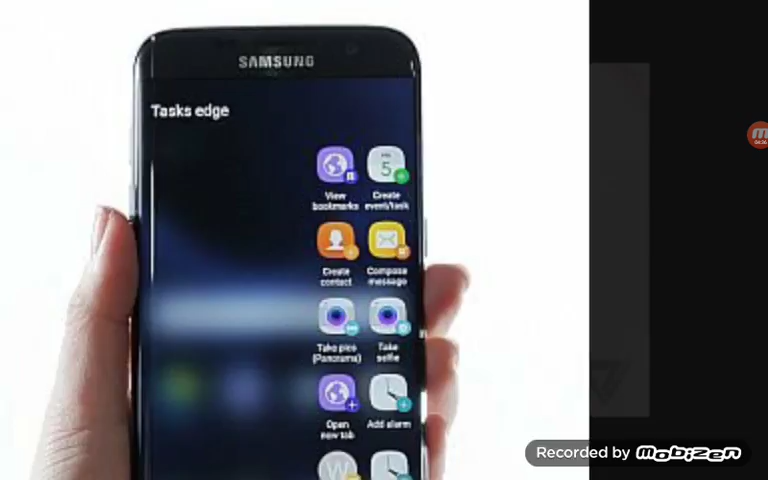 SAMSUNG
Tasks edge
5
View
bookmarks
Create
event/task
Create
contact
Compose
message
Take pics
(Panorama)
Take
selfie
Open
new tab
Add alarm
W
Recorded by mobizen